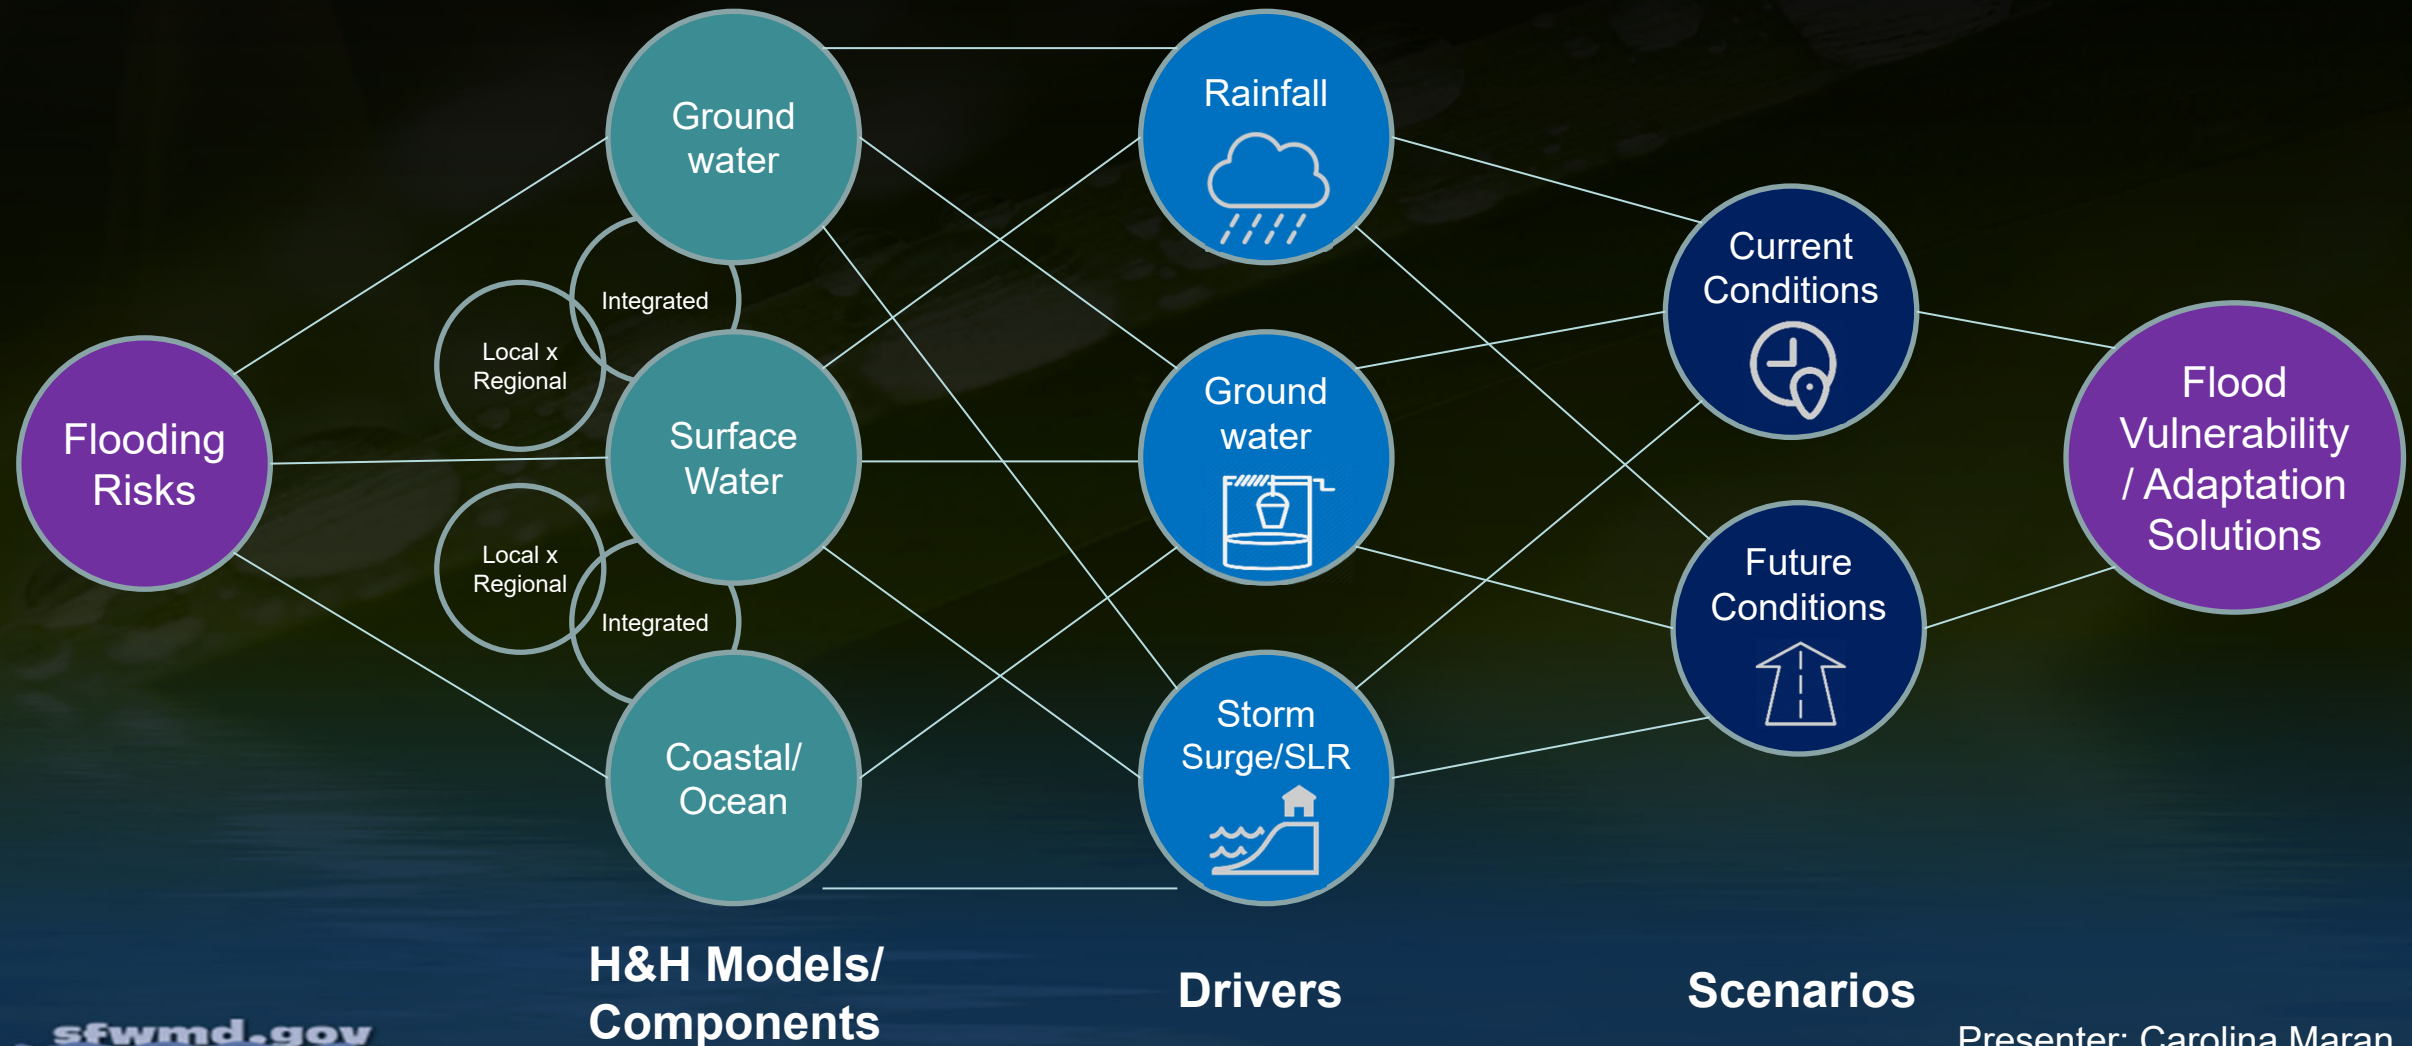 Flooding
Risks
Ground
water
Integrated
Local x
Regional
Surface
Water
Local x
Regional
Integrated
Coastal/
Ocean
H&H Models/
Components
Rainfall
Ground
water
Storm
Surge/SLR
Drivers
Current
Conditions
Future
Conditions
Scenarios
Flood
Vulnerability
/ Adaptation
Solutions
sfwmd.gov
Presenter: Carolina Maran